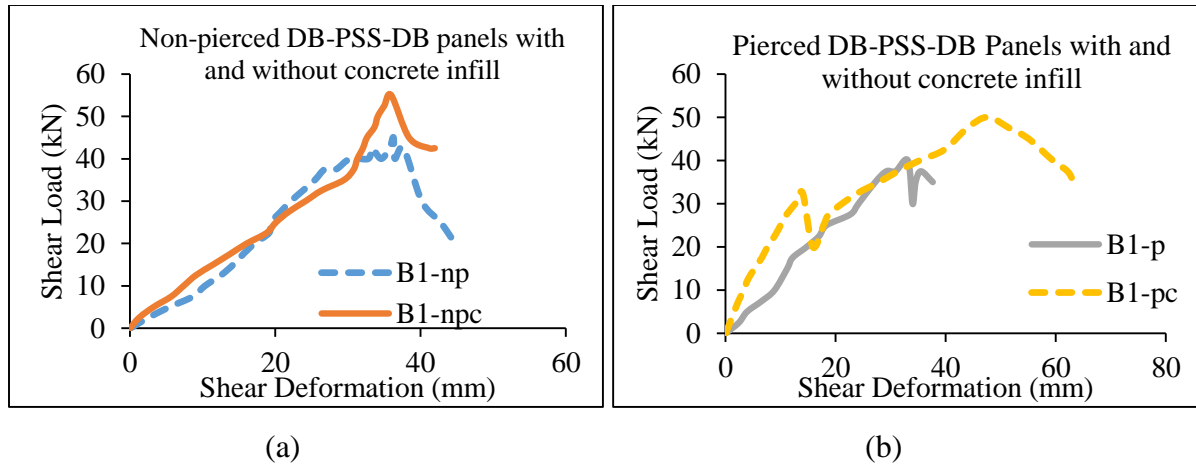 Non-pierced DB-PSS-DB panels with
and without concrete infill
Shear Load (kN)
60
50
40
30
20
10
0
B1-np
B1-npc
0 20 40 60
Shear Deformation (mm)
(a)
Pierced DB-PSS-DB Panels with and
without concrete infill
Shear Load (kN)
60
50
40
30
20
10
0
B1-p
B1-pc
0 20 40 60 80
Shear Deformation (mm)
(b)